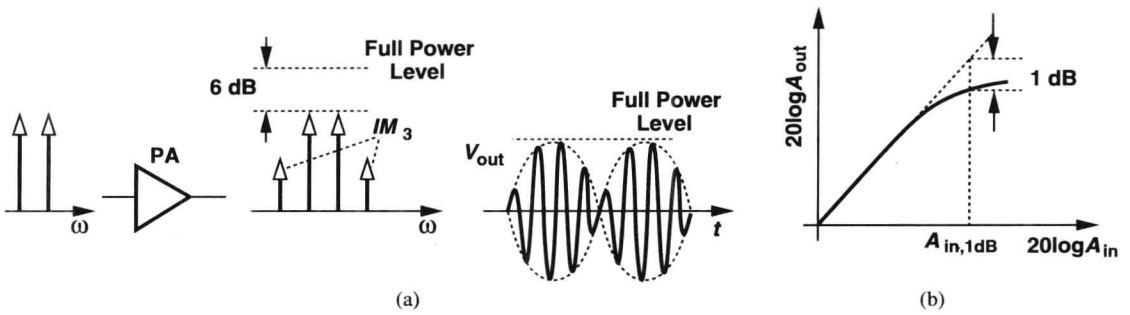 Full Power
Level
6 dB
IM3
PA
ω
ω
Full Power
Level
Vout
t
(a)
20logAout
1 dB
Ain,1dB
20logAin
(b)